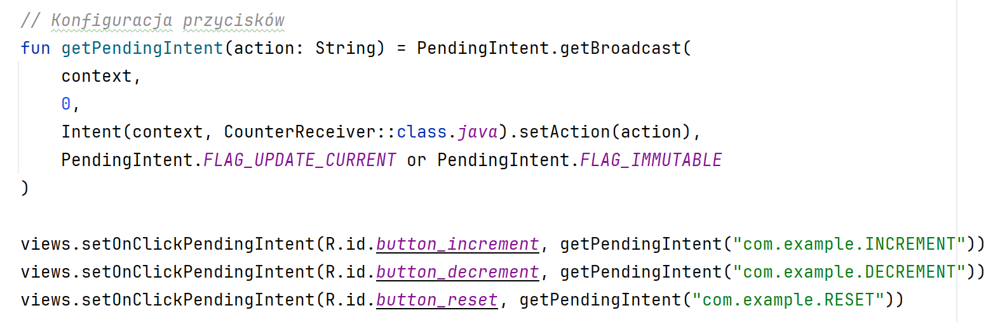 // Konfiguracja przycisków
fun getPendingIntent(action: String) = PendingIntent.getBroadcast(
    context,
    0,
    Intent(context, CounterReceiver::class.java).setAction(action),
    PendingIntent.FLAG_UPDATE_CURRENT or PendingIntent.FLAG_IMMUTABLE
)

views.setOnClickPendingIntent(R.id.button_increment, getPendingIntent("com.example.INCREMENT"))
views.setOnClickPendingIntent(R.id.button_decrement, getPendingIntent("com.example.DECREMENT"))
views.setOnClickPendingIntent(R.id.button_reset, getPendingIntent("com.example.RESET"))